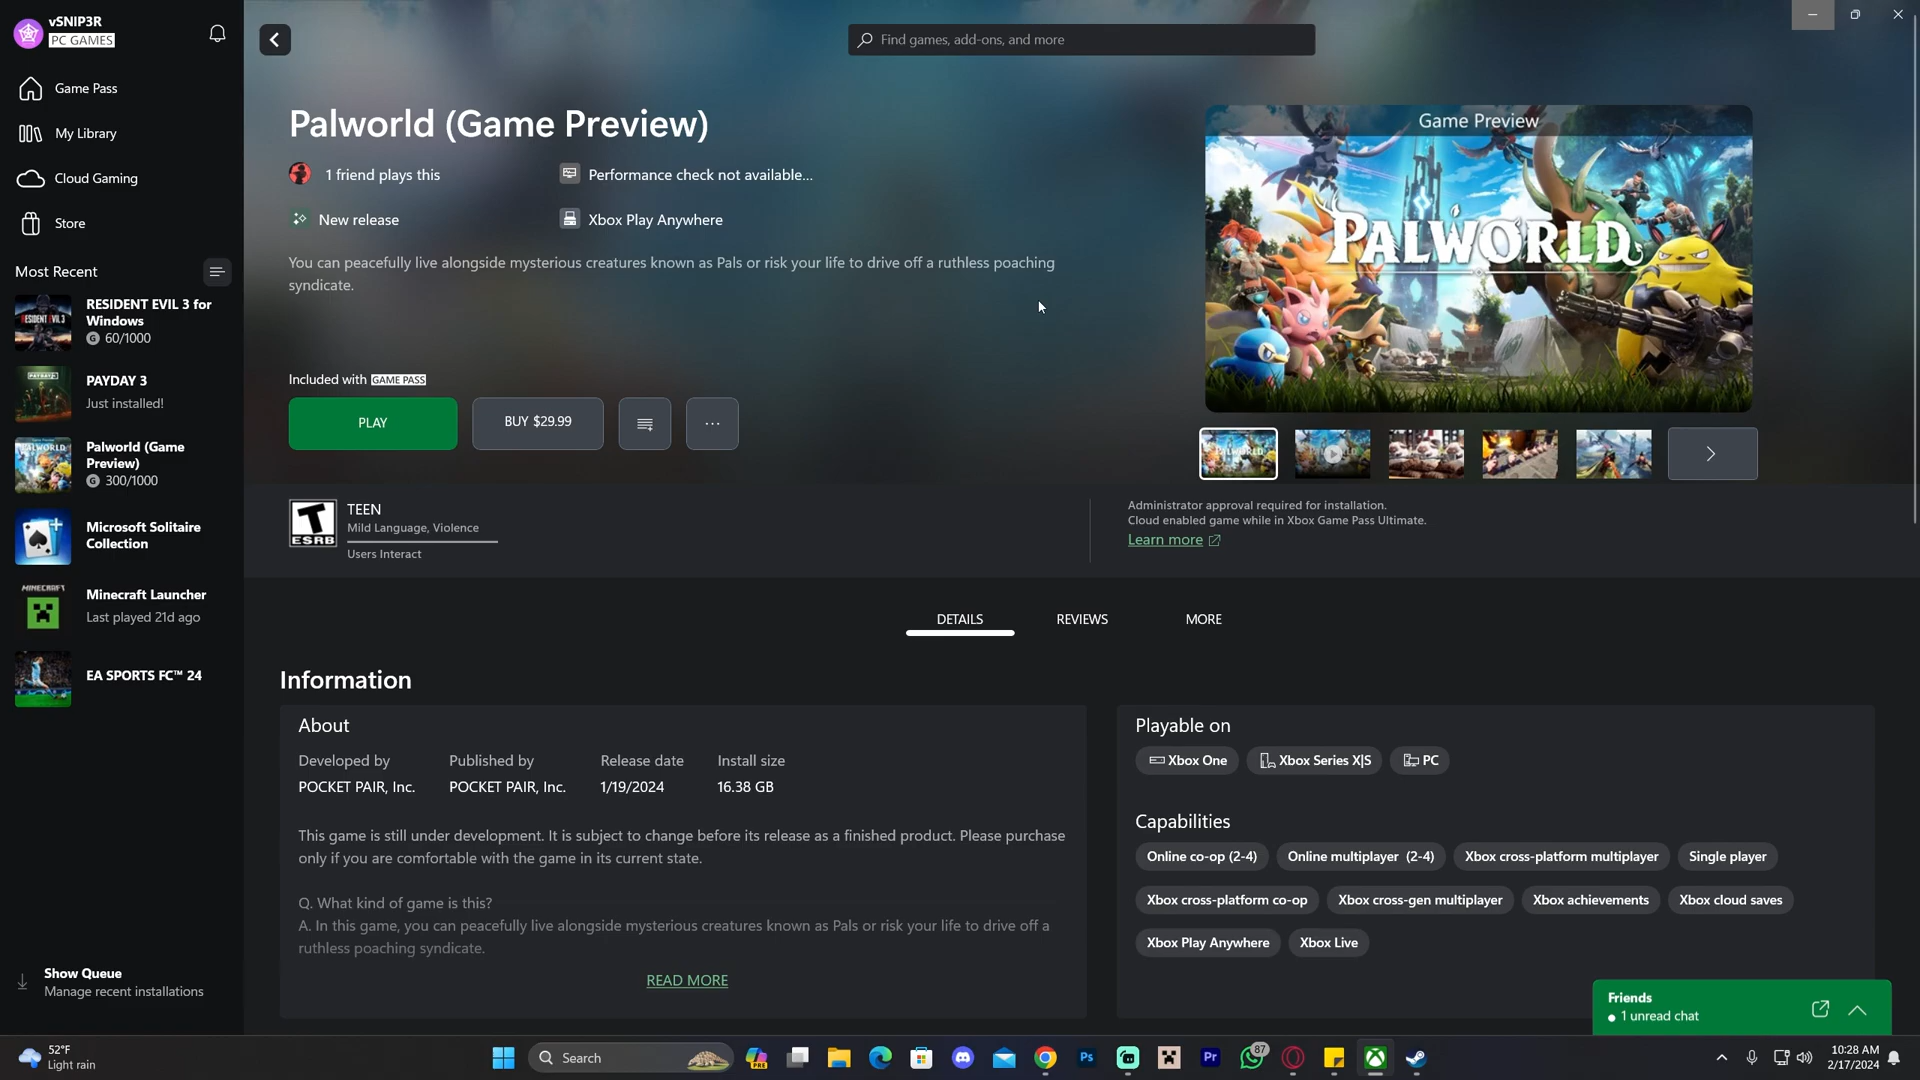 vSNIP3R
PC GAMES
Find games, add-ons, and more
Game Pass
My Library
Cloud Gaming
Store
Most Recent
RESIDENT EVIL 3 for
Windows
G 60/1000
PAYDAY 3
Just installed!
Palworld (Game
Preview)
G 300/1000
Microsoft Solitaire
Collection
Minecraft Launcher
Last played 21d ago
EA SPORTS FC™ 24
Show Queue
Manage recent installations
Palworld (Game Preview)
1 friend plays this
Performance check not available...
New release
Xbox Play Anywhere
You can peacefully live alongside mysterious creatures known as Pals or risk your life to drive off a ruthless poaching
syndicate.
Included with GAME PASS
PLAY
BUY $29.99
Game Preview
PALWORLD
T
ESRB
TEEN
Mild Language, Violence
Users Interact
Administrator approval required for installation.
Cloud enabled game while in Xbox Game Pass Ultimate.
Learn more
DETAILS
REVIEWS
MORE
Information
About
Developed by
Published by
Release date
Install size
POCKET PAIR, Inc.
POCKET PAIR, Inc.
1/19/2024
16.38 GB
This game is still under development. It is subject to change before its release as a finished product. Please purchase
only if you are comfortable with the game in its current state.
Q. What kind of game is this?
A. In this game, you can peacefully live alongside mysterious creatures known as Pals or risk your life to drive off a
ruthless poaching syndicate.
READ MORE
Playable on
Xbox One
Xbox Series X|S
PC
Capabilities
Online co-op (2-4)
Online multiplayer (2-4)
Xbox cross-platform multiplayer
Single player
Xbox cross-platform co-op
Xbox cross-gen multiplayer
Xbox achievements
Xbox cloud saves
Xbox Play Anywhere
Xbox Live
Friends
1 unread chat
52°F
Light rain
Search
PRE
Ps
Pr
87
10:28 AM
2/17/2024